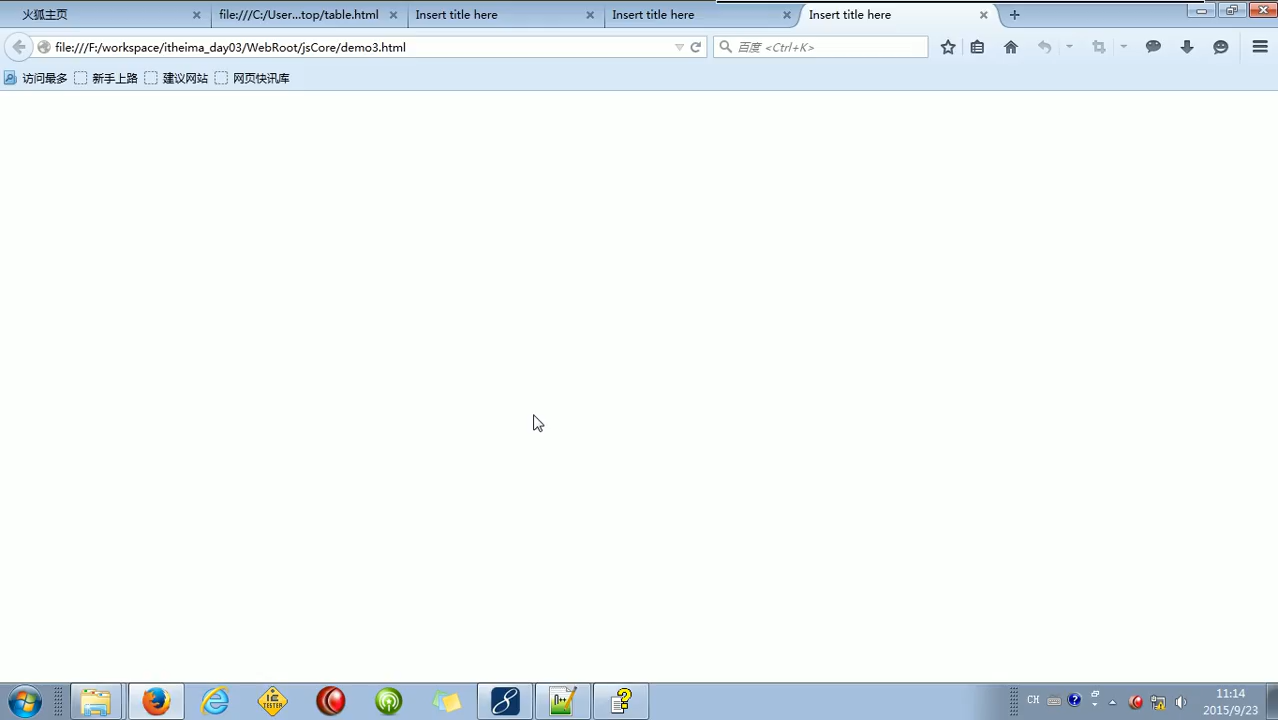 火狐主页
file:///C:/User...top/table.html
Insert title here
Insert title here
Insert title here
file:///F:/workspace/itheima_day03/WebRoot/jsCore/demo3.html
百度 <Ctrl+K>
访问最多 新手上路 建议网站 网页快讯库
IE TESTER
CH
11:14
2015/9/23